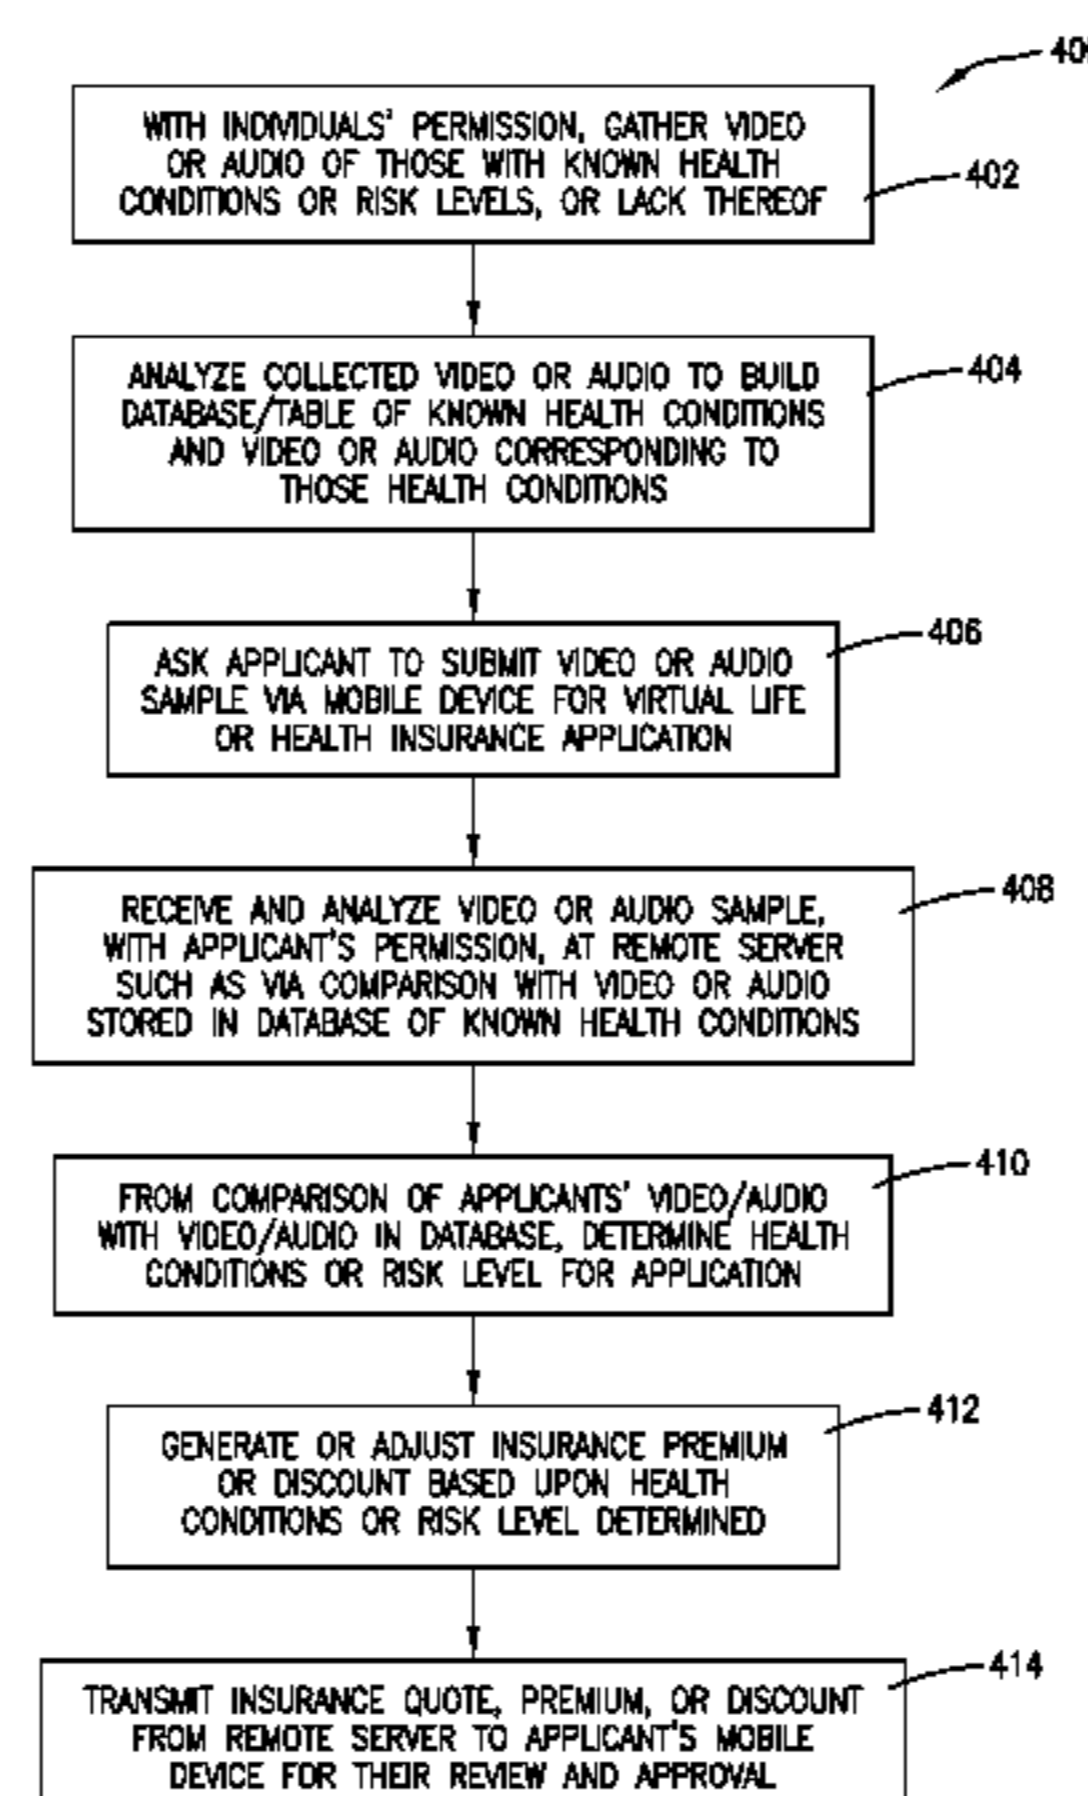 WITH INDIVIDUALS' PERMISSION, GATHER VIDEO
OR AUDIO OF THOSE WITH KNOWN HEALTH
CONDITIONS OR RISK LEVELS, OR LACK THEREOF
402
ANALYZE COLLECTED VIDEO OR AUDIO TO BUILD
DATABASE/TABLE OF KNOWN HEALTH CONDITIONS
AND VIDEO OR AUDIO CORRESPONDING TO
THOSE HEALTH CONDITIONS
404
ASK APPLICANT TO SUBMIT VIDEO OR AUDIO
SAMPLE VIA MOBILE DEVICE FOR VIRTUAL LIFE
OR HEALTH INSURANCE APPLICATION
406
RECEIVE AND ANALYZE VIDEO OR AUDIO SAMPLE,
WITH APPLICANT'S PERMISSION, AT REMOTE SERVER
SUCH AS VIA COMPARISON WITH VIDEO OR AUDIO
STORED IN DATABASE OF KNOWN HEALTH CONDITIONS
408
FROM COMPARISON OF APPLICANTS' VIDEO/AUDIO
WITH VIDEO/AUDIO IN DATABASE, DETERMINE HEALTH
CONDITIONS OR RISK LEVEL FOR APPLICATION
410
GENERATE OR ADJUST INSURANCE PREMIUM
OR DISCOUNT BASED UPON HEALTH
CONDITIONS OR RISK LEVEL DETERMINED
412
TRANSMIT INSURANCE QUOTE, PREMIUM, OR DISCOUNT
FROM REMOTE SERVER TO APPLICANT'S MOBILE
DEVICE FOR THEIR REVIEW AND APPROVAL
414